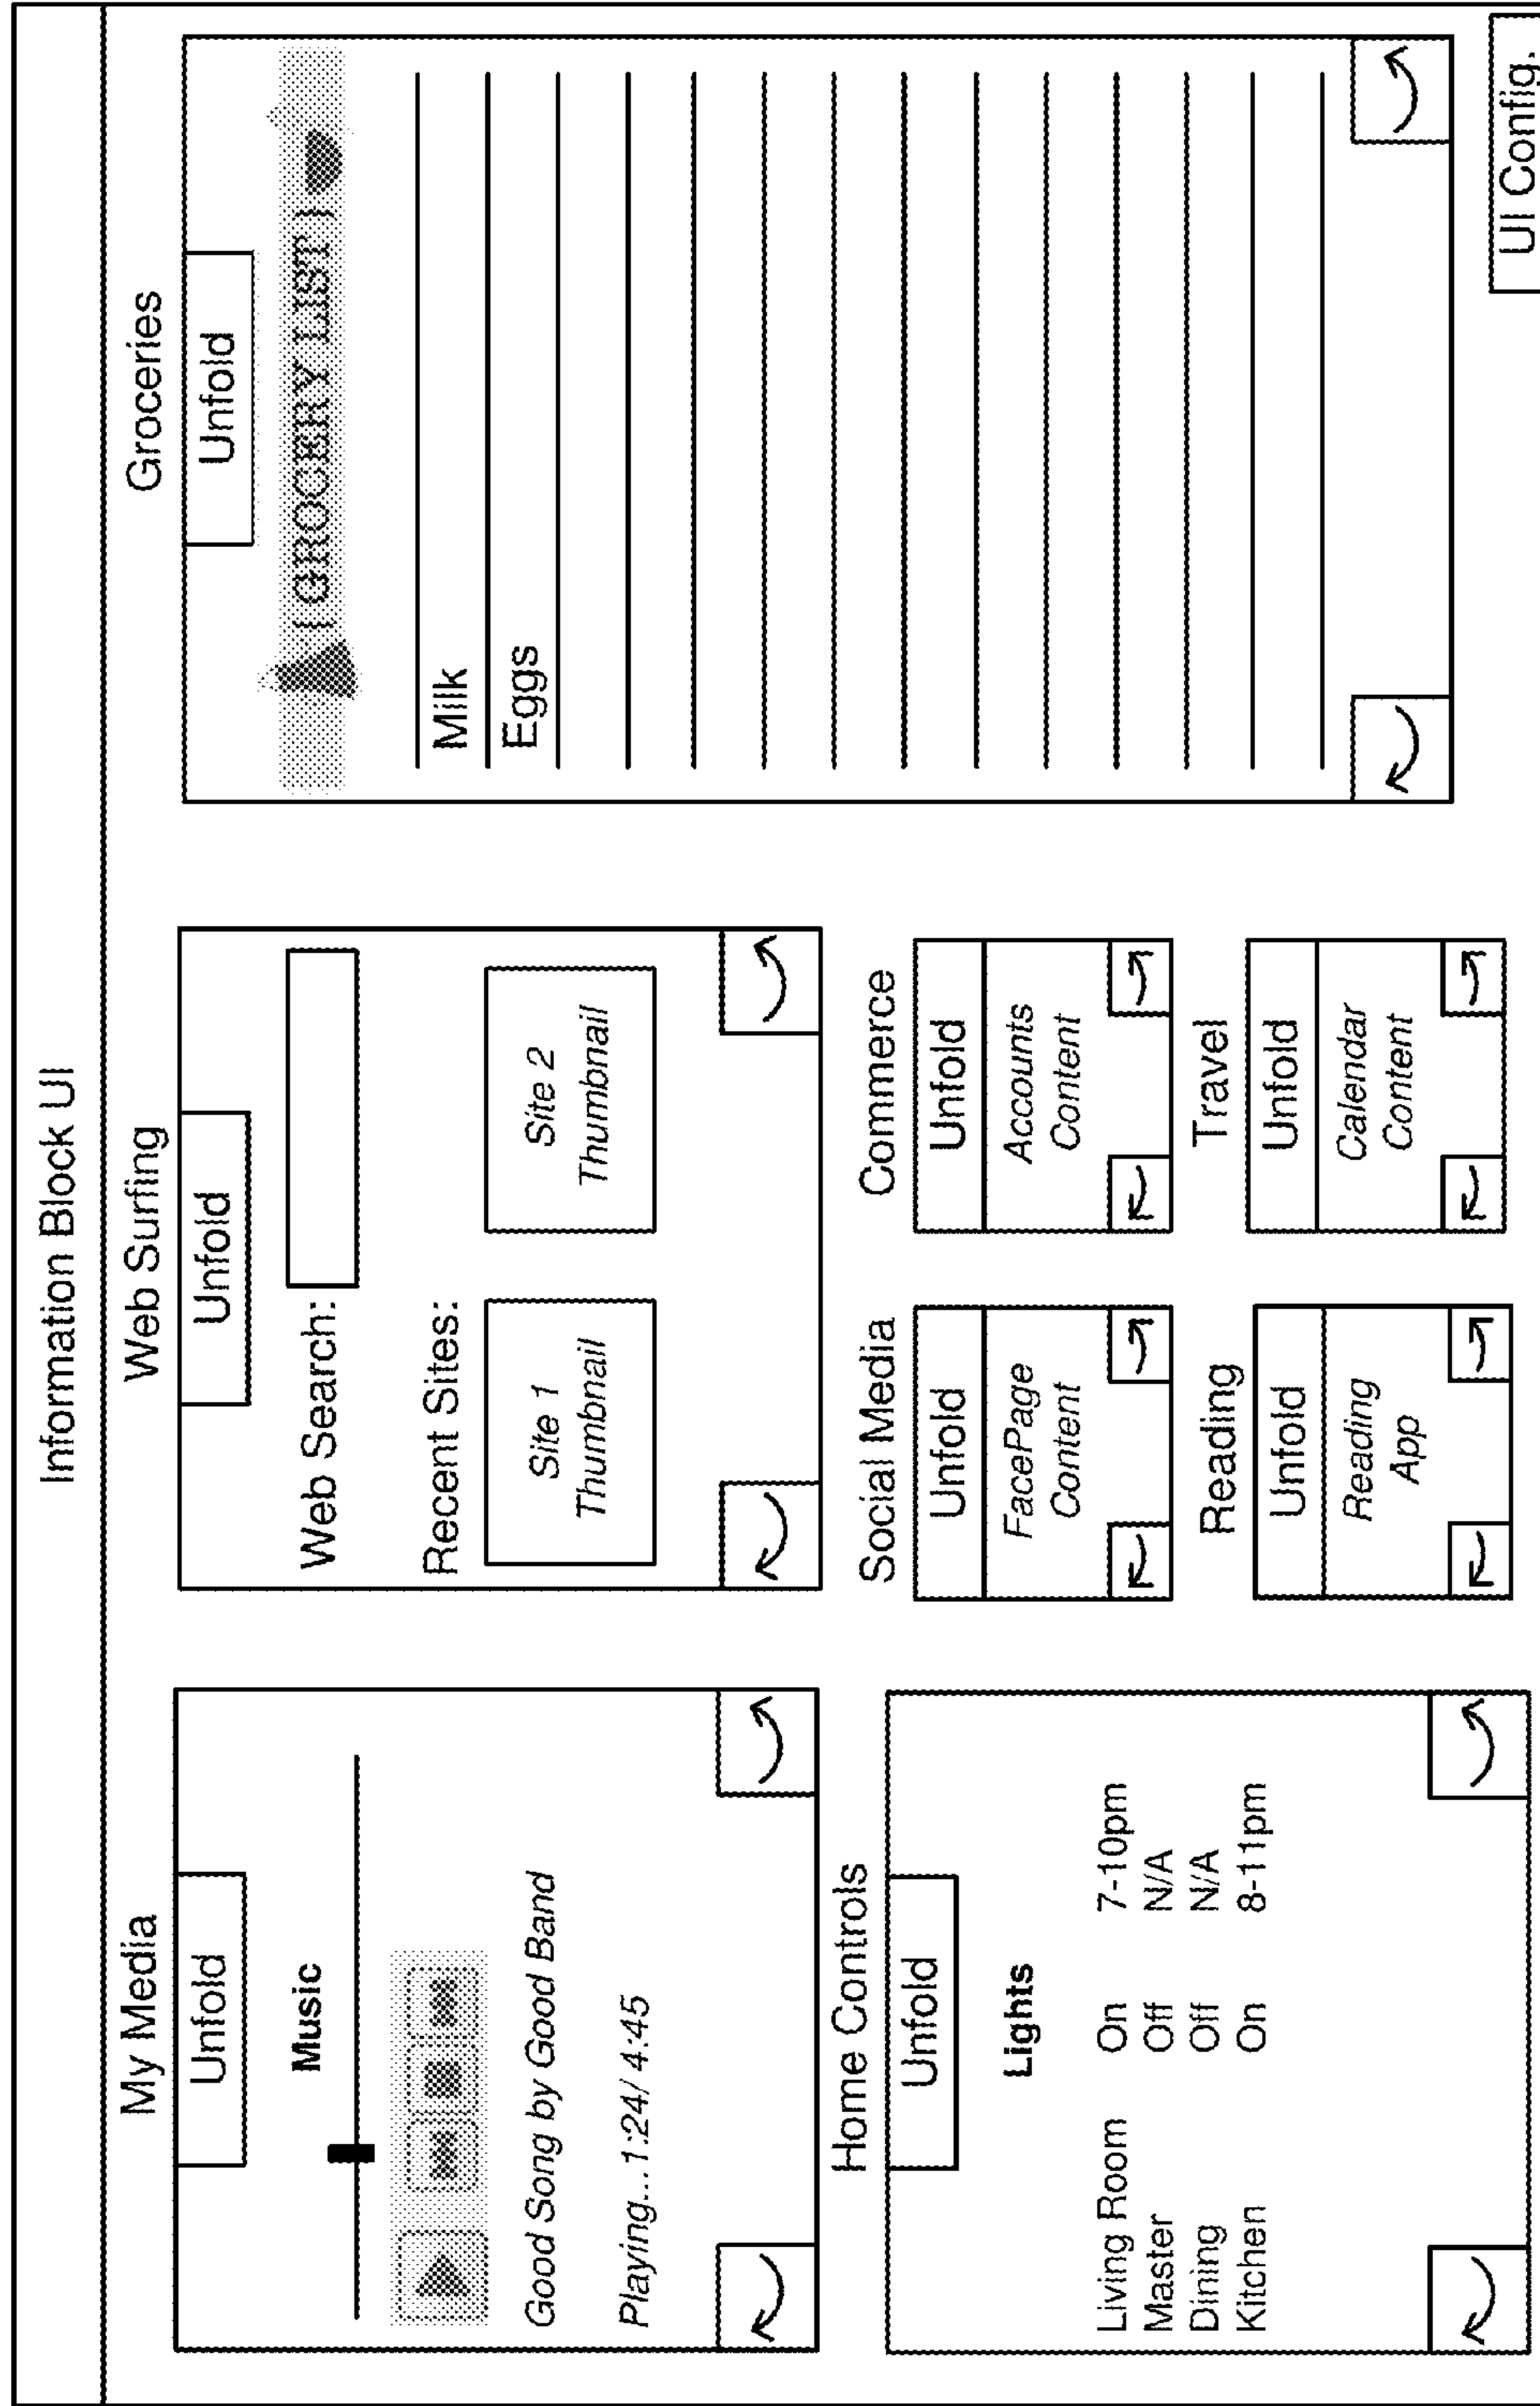 Information Block UI
My Media
Unfold
Music
Good Song by Good Band
Playing...1:24/ 4:45
Home Controls
Unfold
Lights
Living Room On 7-10pm
Master Off N/A
Dining Off N/A
Kitchen On 8-11pm
Web Surfing
Unfold
Web Search:
Recent Sites:
Site 1
Thumbnail
Site 2
Thumbnail
Social Media
Unfold
FacePage
Content
Commerce
Unfold
Accounts
Content
Reading
Unfold
Reading
App
Travel
Unfold
Calendar
Content
Groceries
Unfold
GROCERY LIST
Milk
Eggs
UI Config.